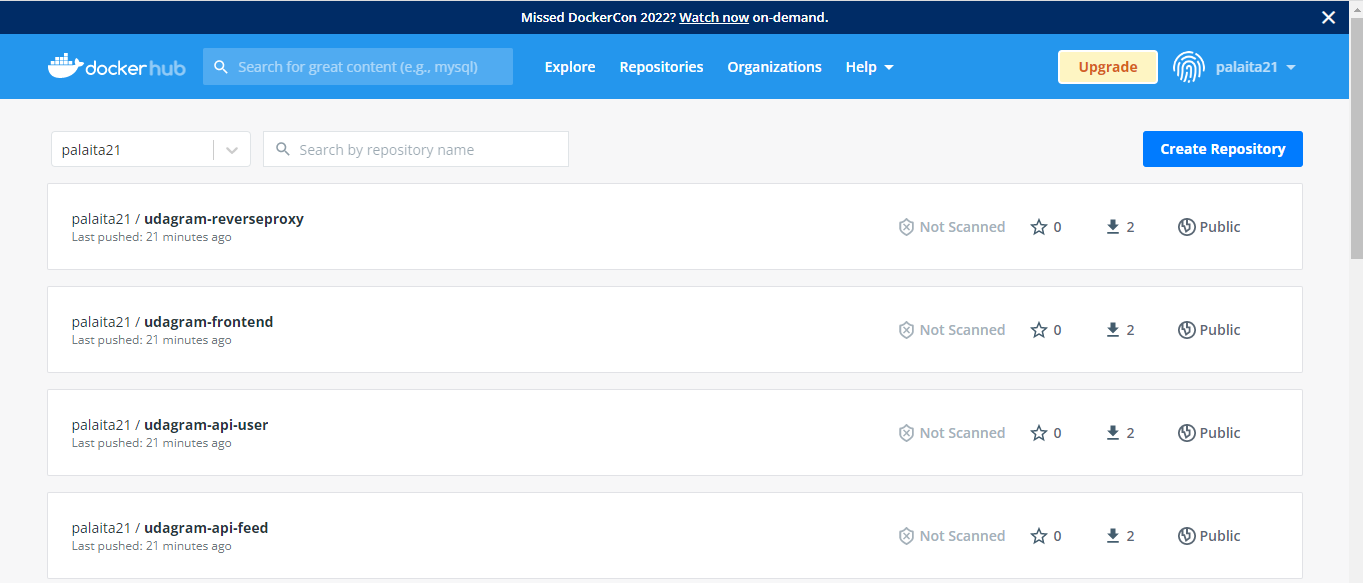 Missed DockerCon 2022? Watch now on-demand.
dockerhub Search for great content (e.g., mysql) Explore Repositories Organizations Help Upgrade palaita21
palaita21 Search by repository name Create Repository
palaita21 / udagram-reverseproxy
Last pushed: 21 minutes ago
Not Scanned 0 2 Public
palaita21 / udagram-frontend
Last pushed: 21 minutes ago
Not Scanned 0 2 Public
palaita21 / udagram-api-user
Last pushed: 21 minutes ago
Not Scanned 0 2 Public
palaita21 / udagram-api-feed
Last pushed: 21 minutes ago
Not Scanned 0 2 Public